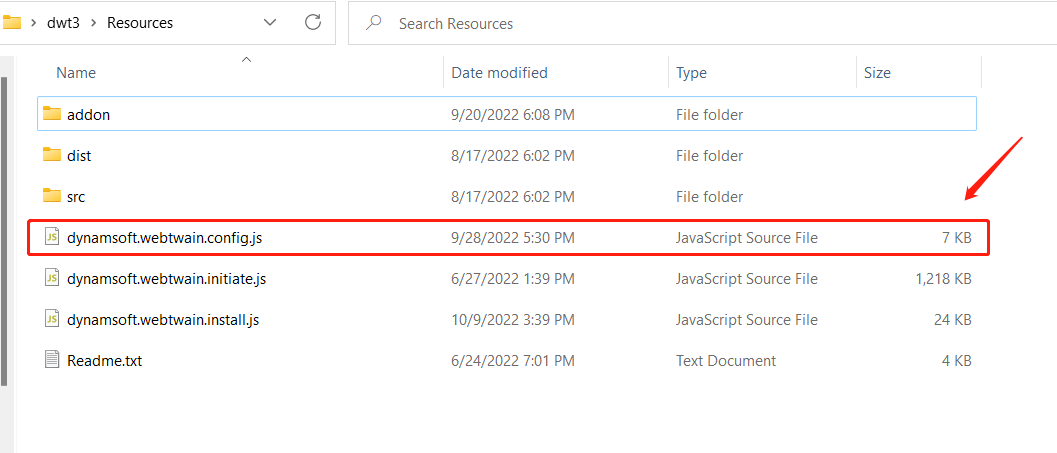 dwt3 > Resources
Search Resources
Name Date modified Type Size
addon 9/20/2022 6:08 PM File folder
dist 8/17/2022 6:02 PM File folder
src 8/17/2022 6:02 PM File folder
JS dynamsoft.webtwain.config.js 9/28/2022 5:30 PM JavaScript Source File 7 KB
JS dynamsoft.webtwain.initiate.js 6/27/2022 1:39 PM JavaScript Source File 1,218 KB
JS dynamsoft.webtwain.install.js 10/9/2022 3:39 PM JavaScript Source File 24 KB
Readme.txt 6/24/2022 7:01 PM Text Document 4 KB